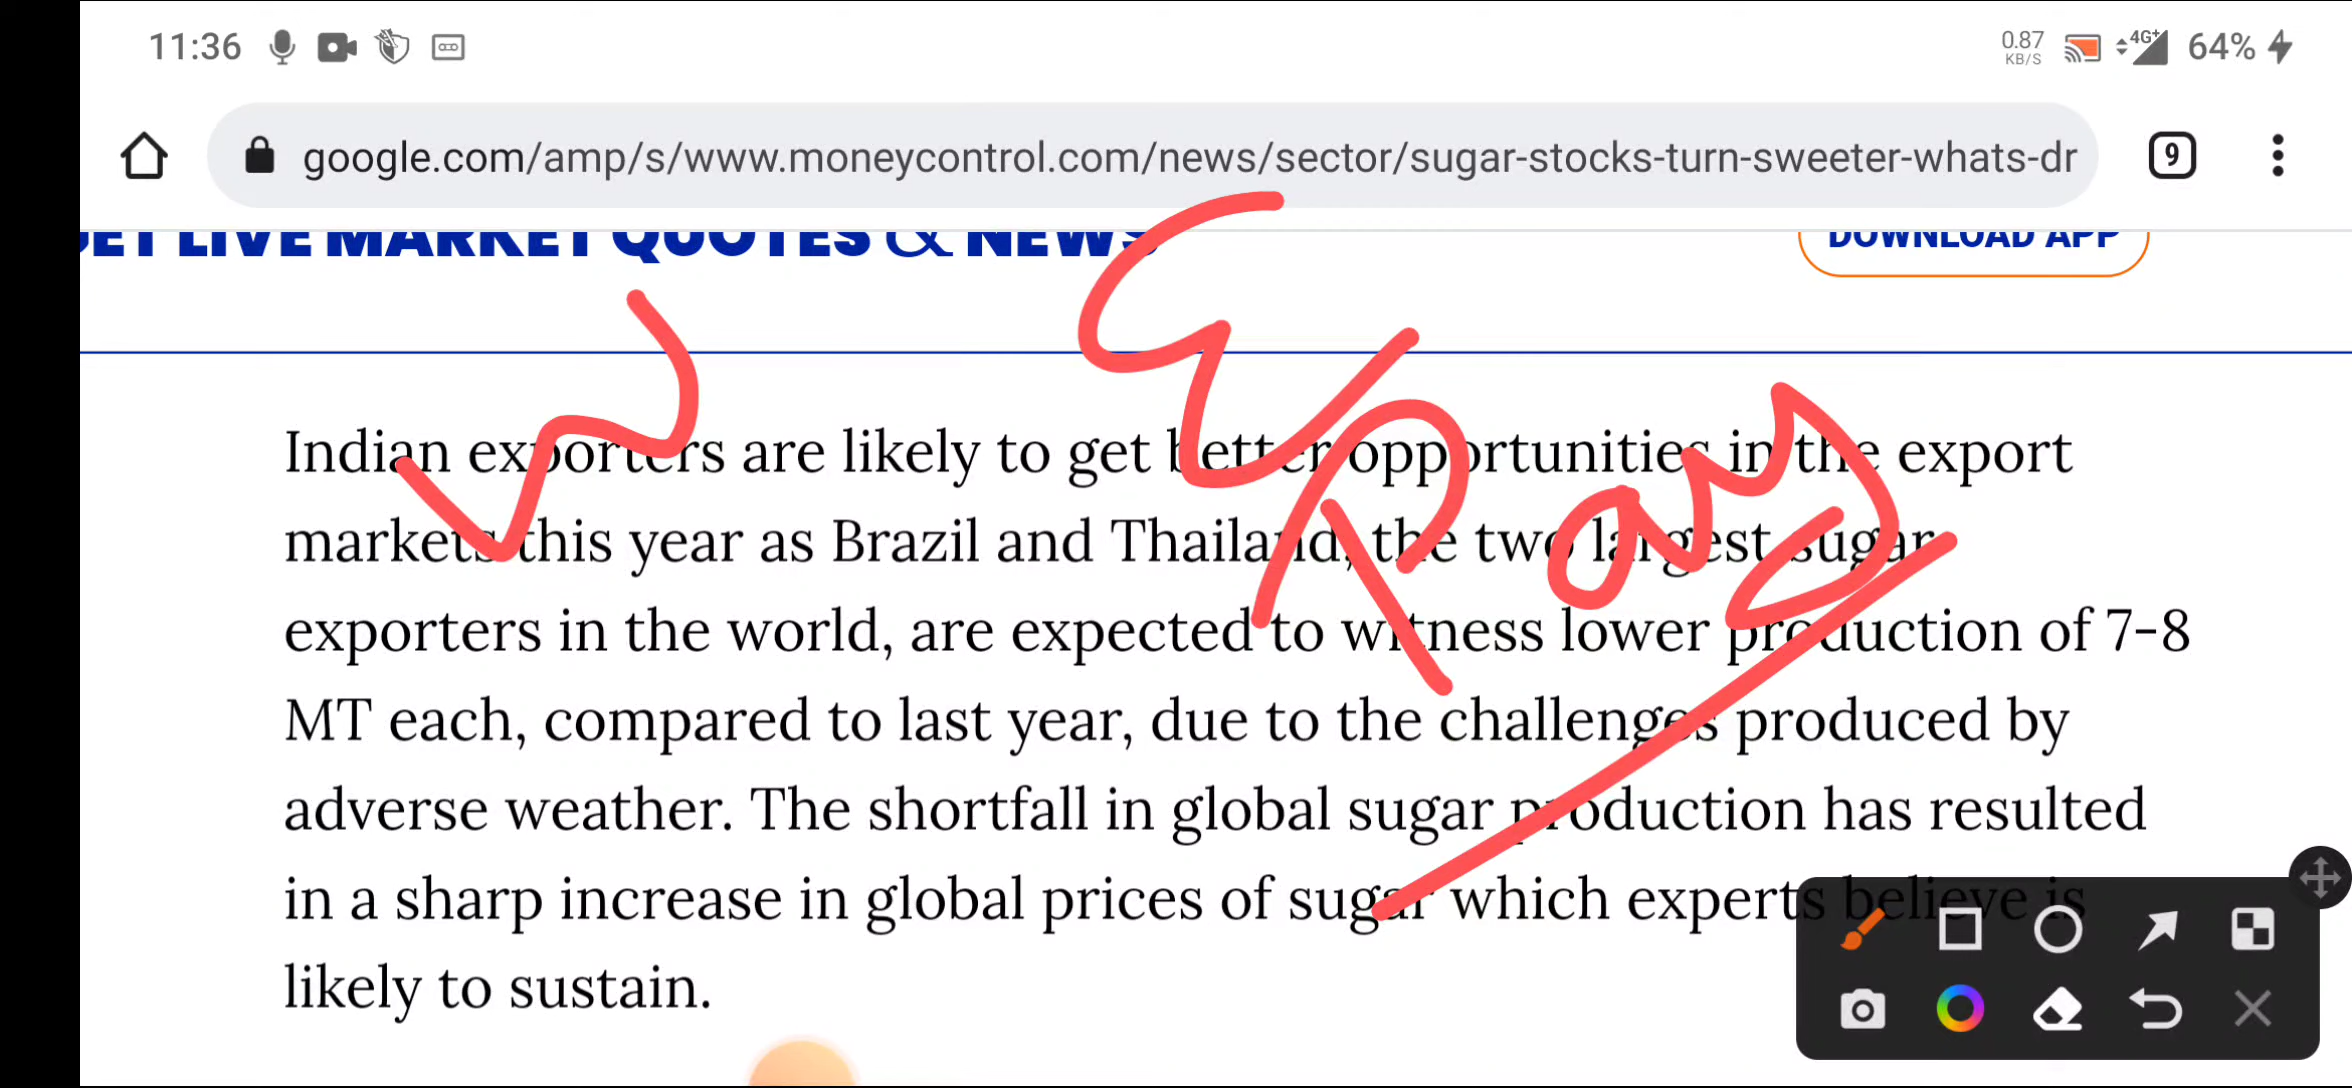 11:36 0.87 KB/S 4G+ 64%
google.com/amp/s/www.moneycontrol.com/news/sector/sugar-stocks-turn-sweeter-whats-dr 9
ET LIVE MARKET QUOTES & NEWS DOWNLOAD APP
Indian exporters are likely to get better opportunities in the export
markets this year as Brazil and Thailand, the two largest sugar
exporters in the world, are expected to witness lower production of 7-8
MT each, compared to last year, due to the challenges produced by
adverse weather. The shortfall in global sugar production has resulted
in a sharp increase in global prices of sugar which experts believe is
likely to sustain.